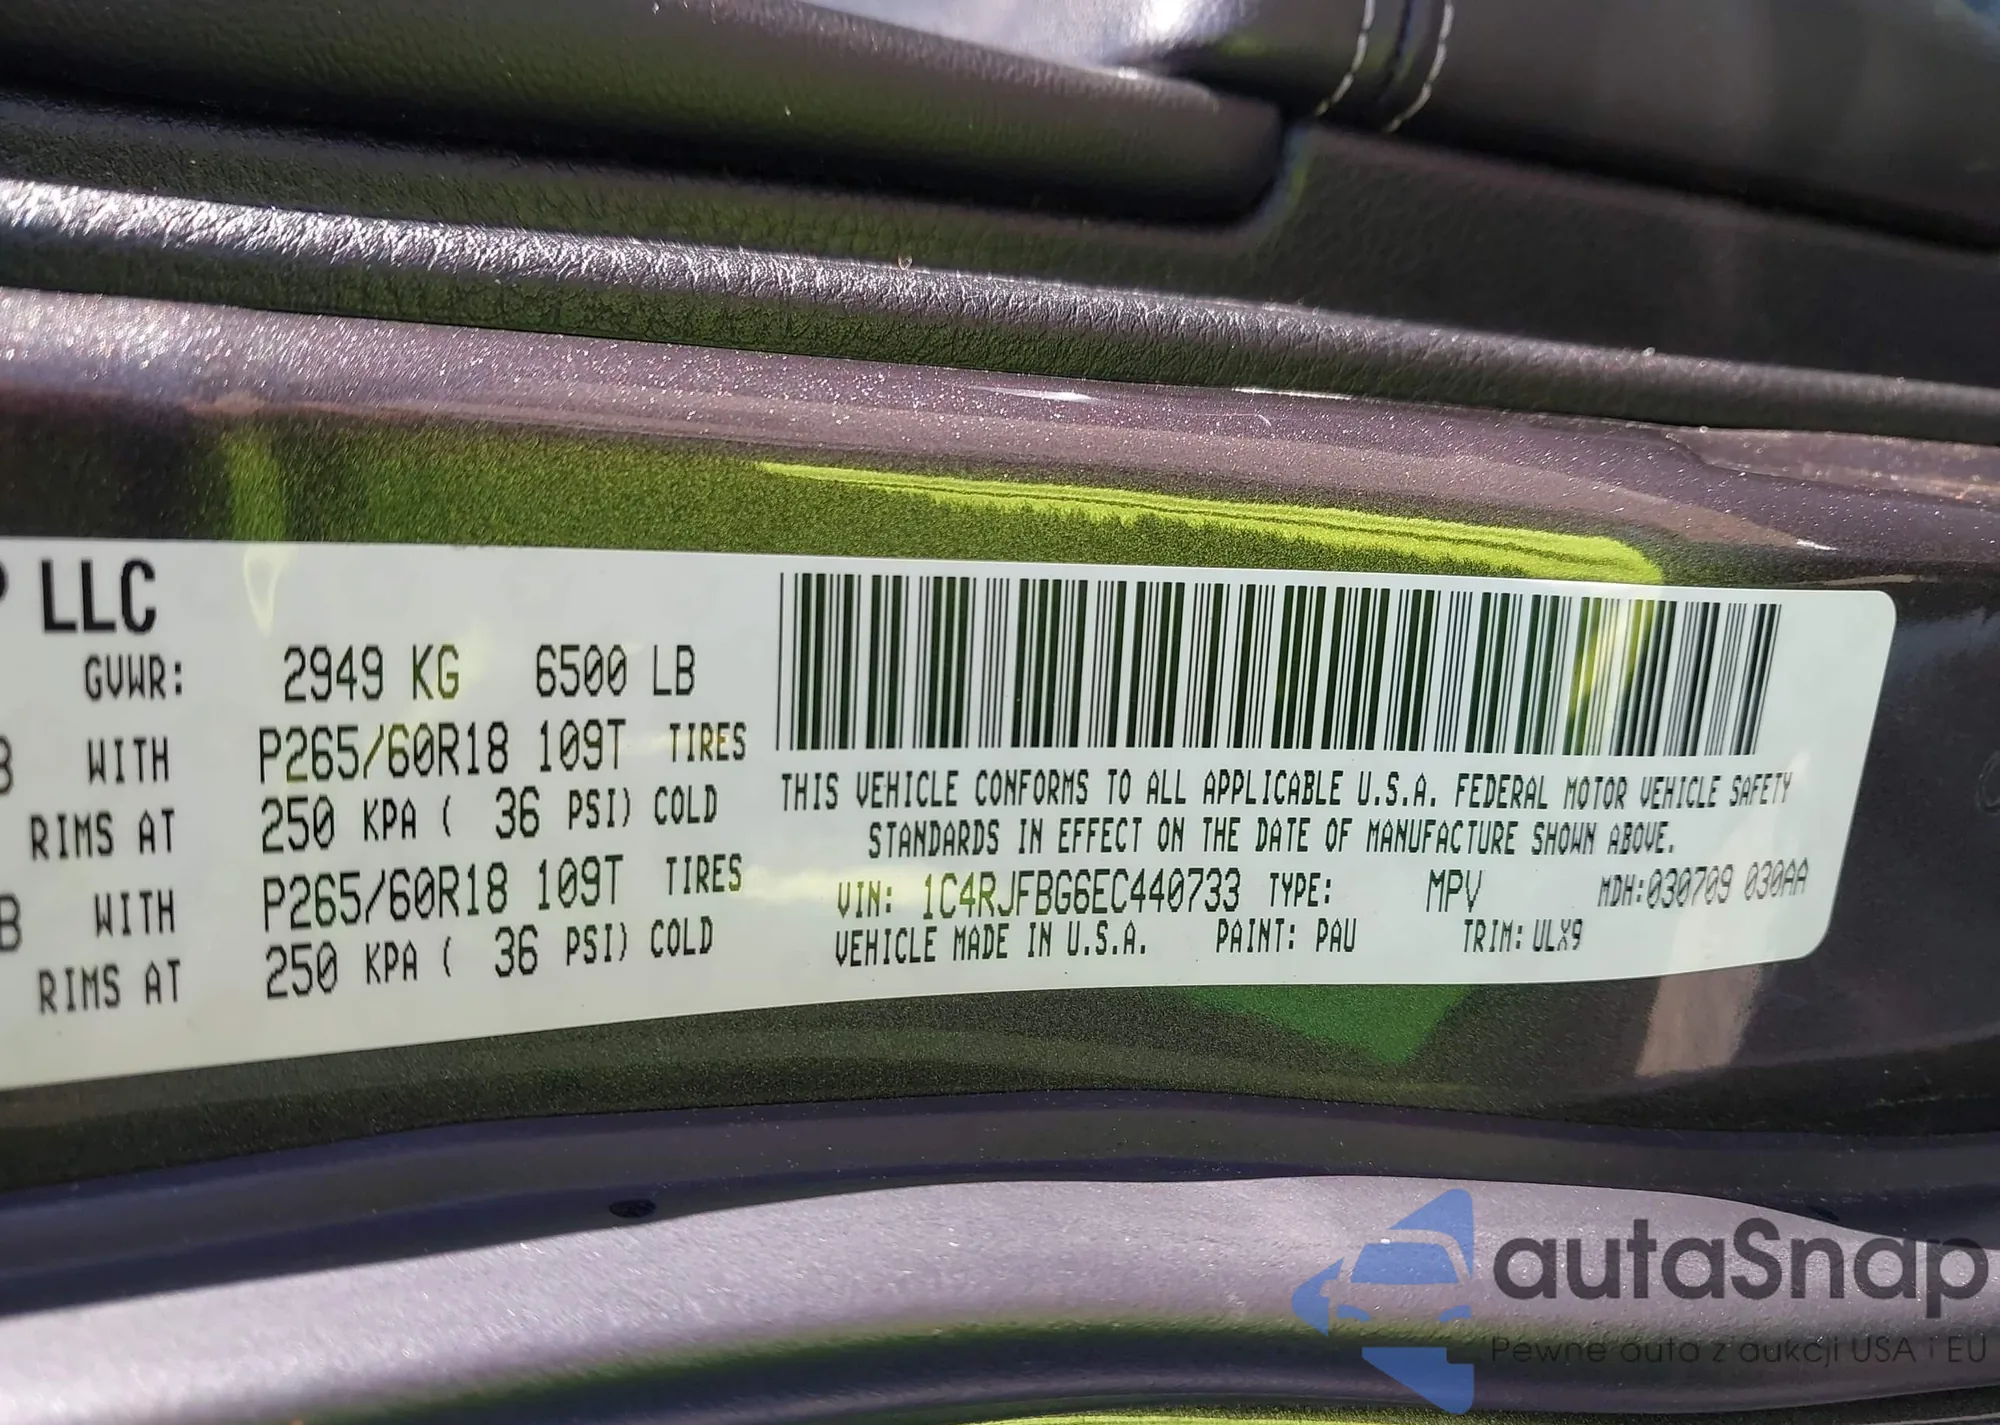 LLC
GVWR: 2949 KG 6500 LB
B WITH P265/60R18 109T TIRES
RIMS AT 250 KPA ( 36 PSI) COLD
B WITH P265/60R18 109T TIRES
RIMS AT 250 KPA ( 36 PSI) COLD
THIS VEHICLE CONFORMS TO ALL APPLICABLE U.S.A. FEDERAL MOTOR VEHICLE SAFETY
STANDARDS IN EFFECT ON THE DATE OF MANUFACTURE SHOWN ABOVE.
VIN: 1C4RJFBG6EC440733 TYPE: MPV MDH:030709 030AA
VEHICLE MADE IN U.S.A. PAINT: PAU TRIM: ULX9
autaSnap
Pewne auto z aukcji USA i EU